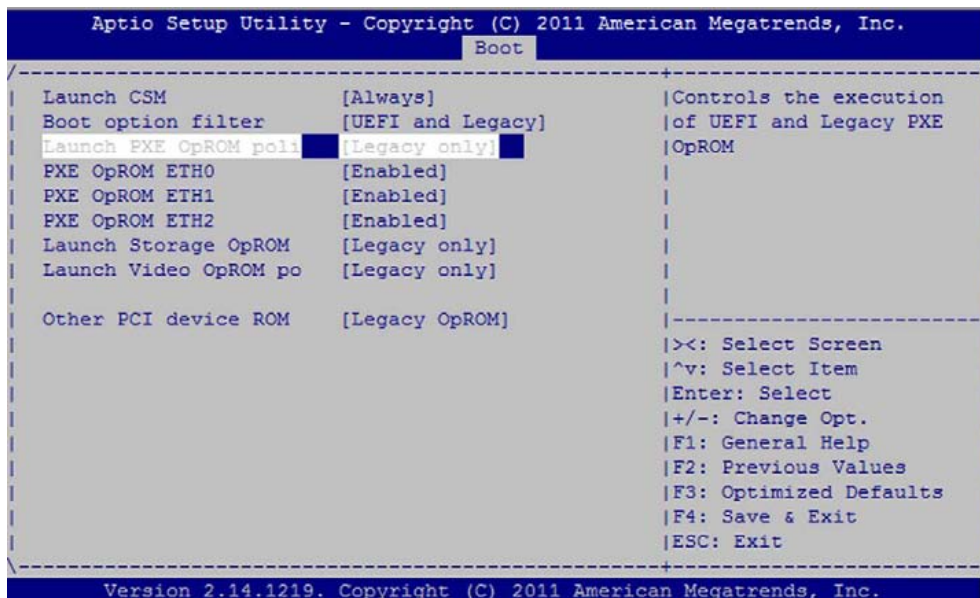 Aptio Setup Utility - Copyright (C) 2011 American Megatrends, Inc.
Boot
Launch CSM [Always]
Boot option filter [UEFI and Legacy]
Launch PXE OpROM poli [Legacy only]
PXE OpROM ETH0 [Enabled]
PXE OpROM ETH1 [Enabled]
PXE OpROM ETH2 [Enabled]
Launch Storage OpROM [Legacy only]
Launch Video OpROM po [Legacy only]
Other PCI device ROM [Legacy OpROM]
Controls the execution
of UEFI and Legacy PXE
OpROM
><: Select Screen
^v: Select Item
Enter: Select
+/-: Change Opt.
F1: General Help
F2: Previous Values
F3: Optimized Defaults
F4: Save & Exit
ESC: Exit
Version 2.14.1219. Copyright (C) 2011 American Megatrends, Inc.